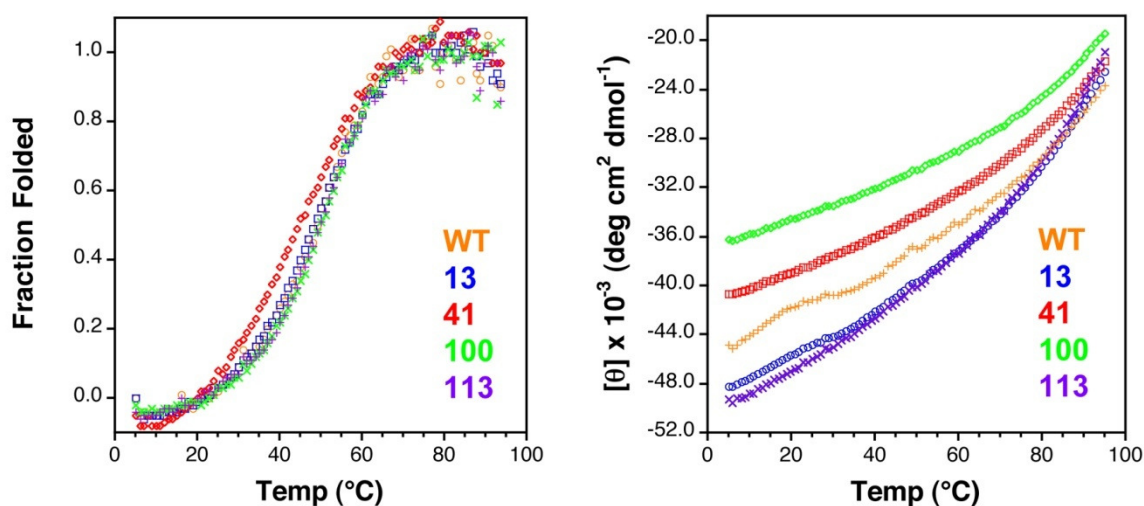 Fraction Folded
1.0
0.8
0.6
0.4
0.2
0.0
0 20 40 60 80 100
Temp (°C)
WT
13
41
100
113
[θ] x 10⁻³ (deg cm² dmol⁻¹)
-20.0
-24.0
-28.0
-32.0
-36.0
-40.0
-44.0
-48.0
-52.0
0 20 40 60 80 100
Temp (°C)
WT
13
41
100
113